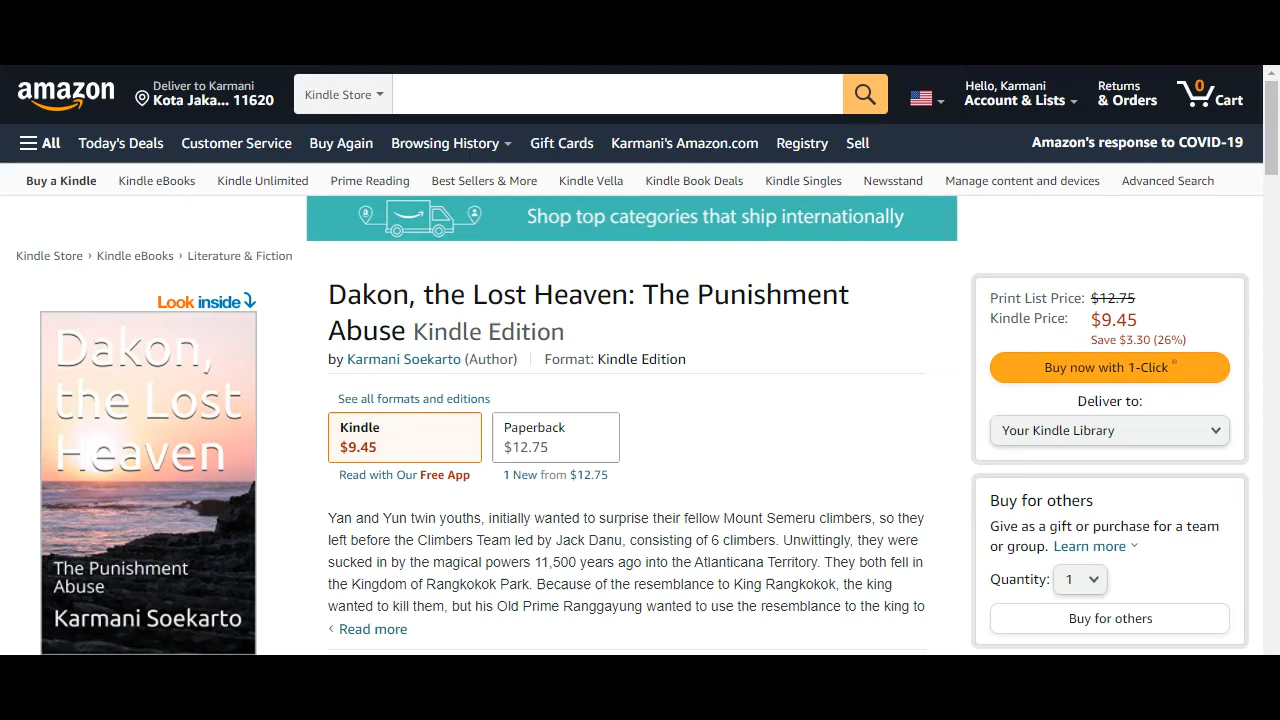 amazon
Deliver to Karmani
Kota Jaka... 11620
Kindle Store
Hello, Karmani
Account & Lists
Returns
& Orders
0
Cart
All
Today's Deals
Customer Service
Buy Again
Browsing History
Gift Cards
Karmani's Amazon.com
Registry
Sell
Amazon's response to COVID-19
Buy a Kindle
Kindle eBooks
Kindle Unlimited
Prime Reading
Best Sellers & More
Kindle Vella
Kindle Book Deals
Kindle Singles
Newsstand
Manage content and devices
Advanced Search
Shop top categories that ship internationally
Kindle Store › Kindle eBooks › Literature & Fiction
Look inside
Dakon,
the Lost
Heaven
The Punishment
Abuse
Karmani Soekarto
Dakon, the Lost Heaven: The Punishment
Abuse Kindle Edition
by Karmani Soekarto (Author) Format: Kindle Edition
See all formats and editions
Kindle
$9.45
Read with Our Free App
Paperback
$12.75
1 New from $12.75
Yan and Yun twin youths, initially wanted to surprise their fellow Mount Semeru climbers, so they
left before the Climbers Team led by Jack Danu, consisting of 6 climbers. Unwittingly, they were
sucked in by the magical powers 11,500 years ago into the Atlanticana Territory. They both fell in
the Kingdom of Rangkokok Park. Because of the resemblance to King Rangkokok, the king
wanted to kill them, but his Old Prime Ranggayung wanted to use the resemblance to the king to
‹ Read more
Print List Price: $12.75
Kindle Price: $9.45
Save $3.30 (26%)
Buy now with 1-Click ®
Deliver to:
Your Kindle Library
Buy for others
Give as a gift or purchase for a team
or group. Learn more
Quantity: 1
Buy for others